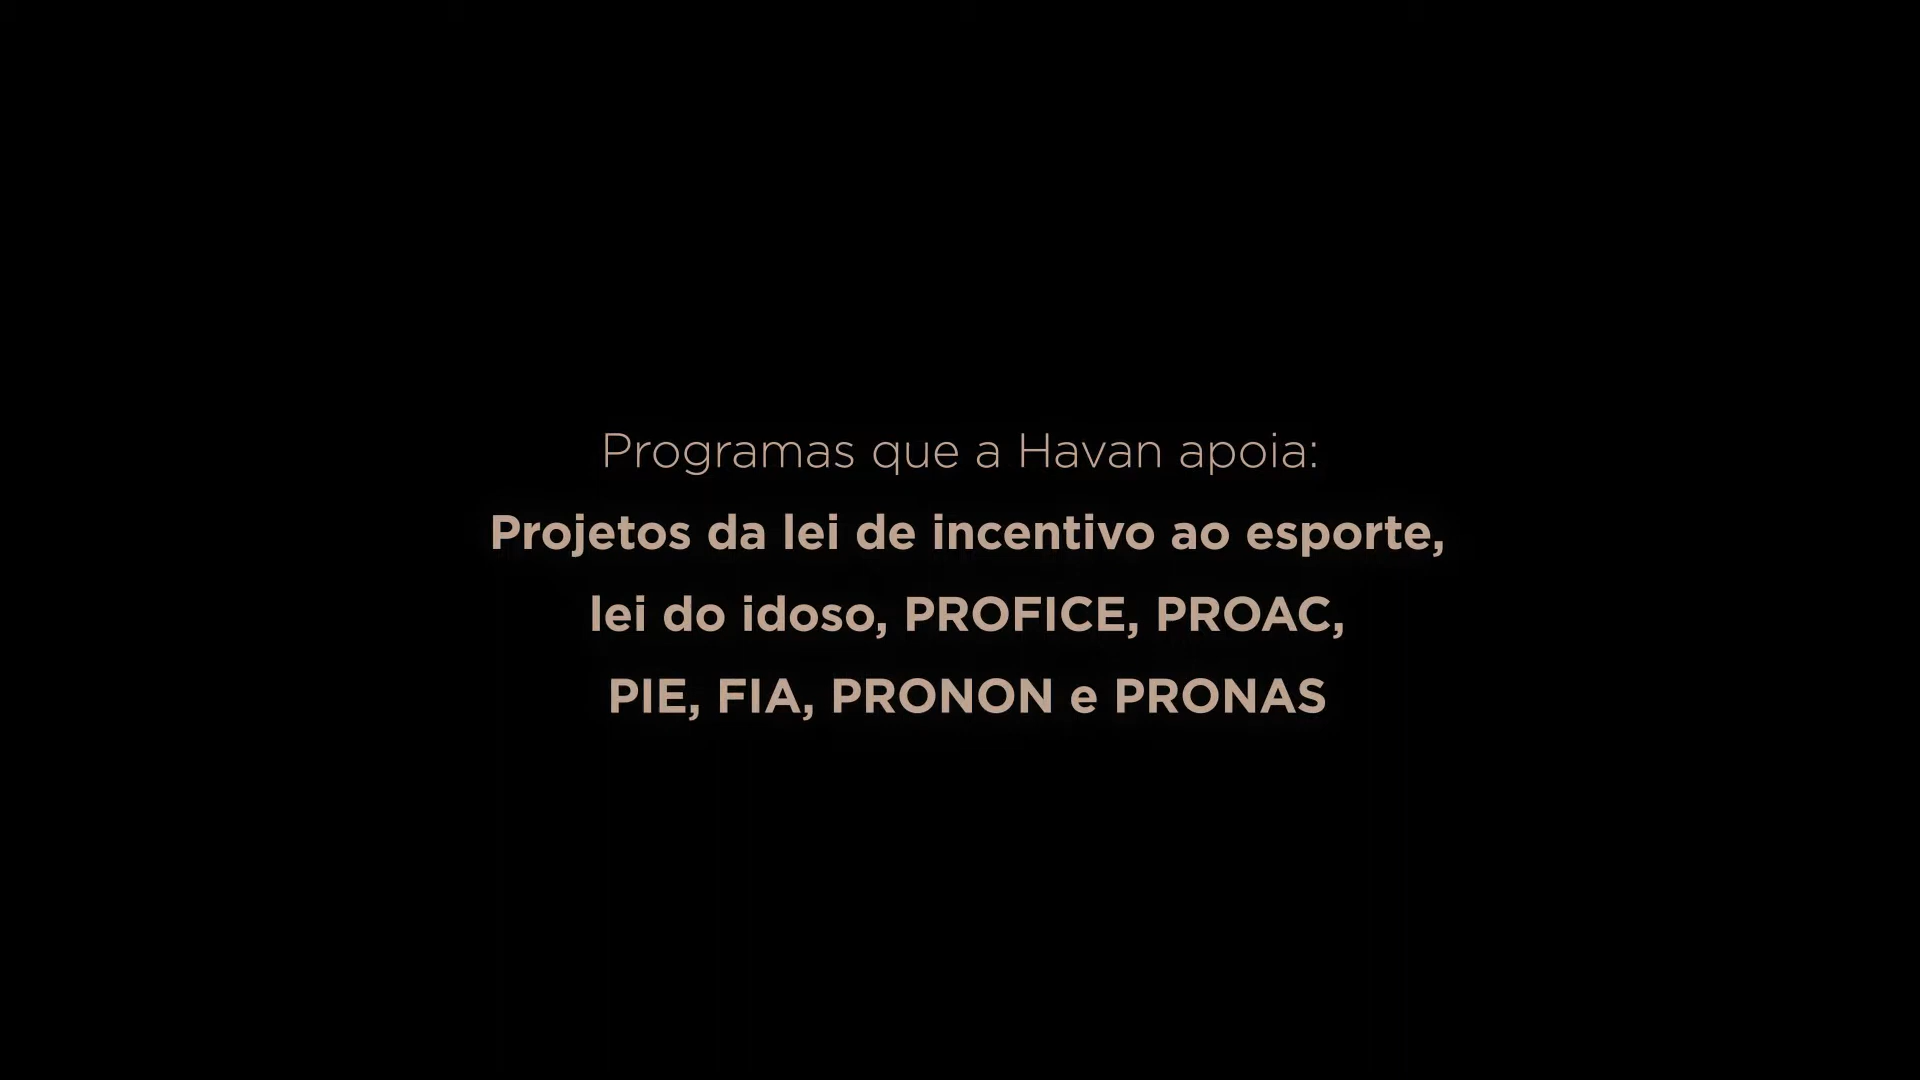 Programas que a Havan apoia:
Projetos da lei de incentivo ao esporte,
lei do idoso, PROFICE, PROAC,
PIE, FIA, PRONON e PRONAS